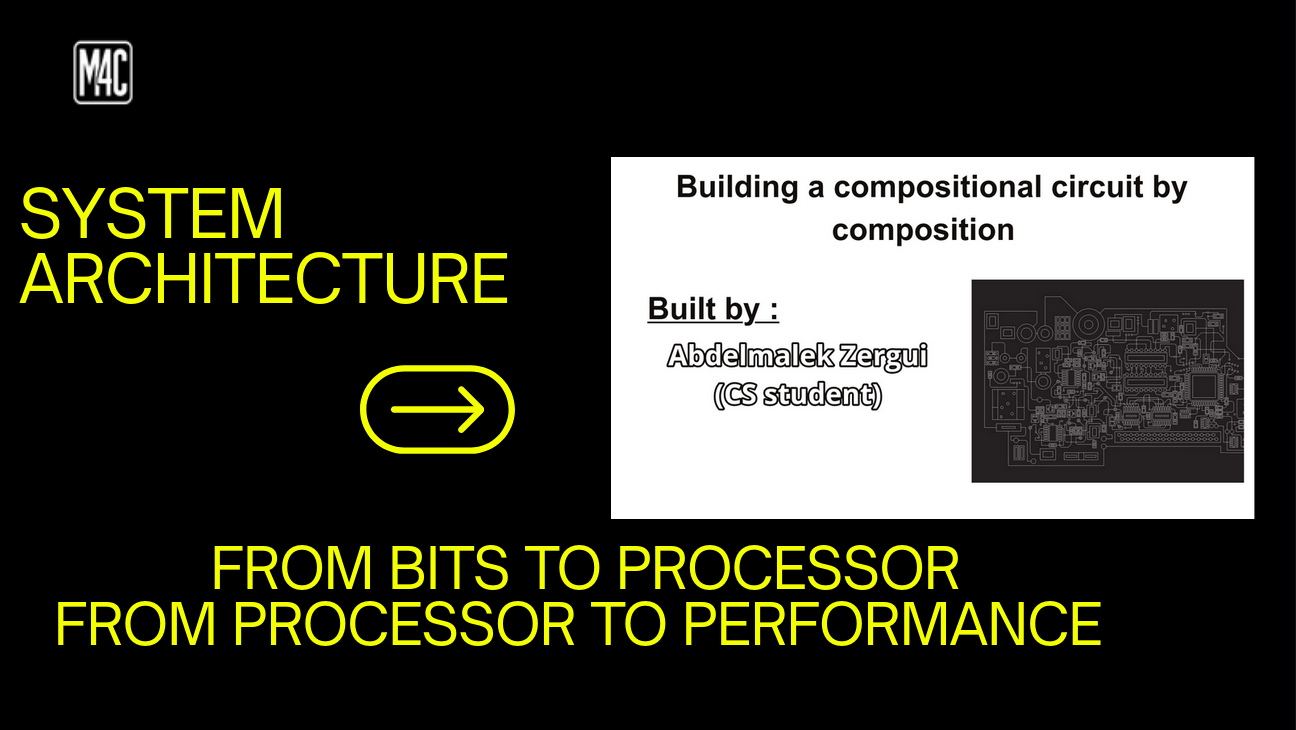 M4C
SYSTEM
ARCHITECTURE
Building a compositional circuit by
composition
Built by :
Abdelmalek Zergui
(CS student)
FROM BITS TO PROCESSOR
FROM PROCESSOR TO PERFORMANCE